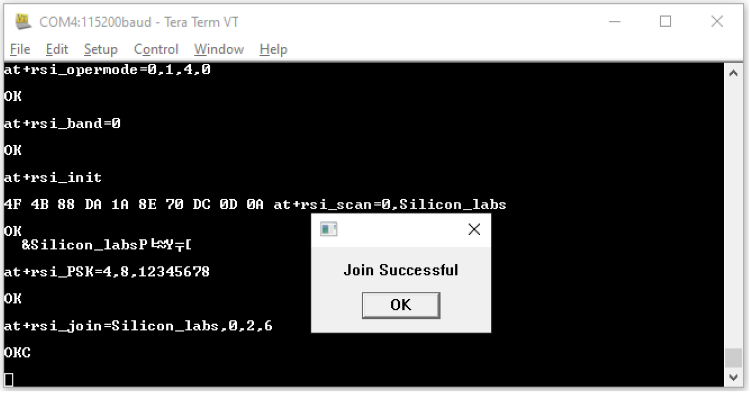 COM4:115200baud - Tera Term VT
File Edit Setup Control Window Help
at+rsi_opermode=0,1,4,0
OK
at+rsi_band=0
OK
at+rsi_init
4F 4B 88 DA 1A 8E 70 DC 0D 0A at+rsi_scan=0,Silicon_labs
OK
&Silicon_labsP
at+rsi_PSK=4,8,12345678
OK
at+rsi_join=Silicon_labs,0,2,6
OKC
Join Successful
OK